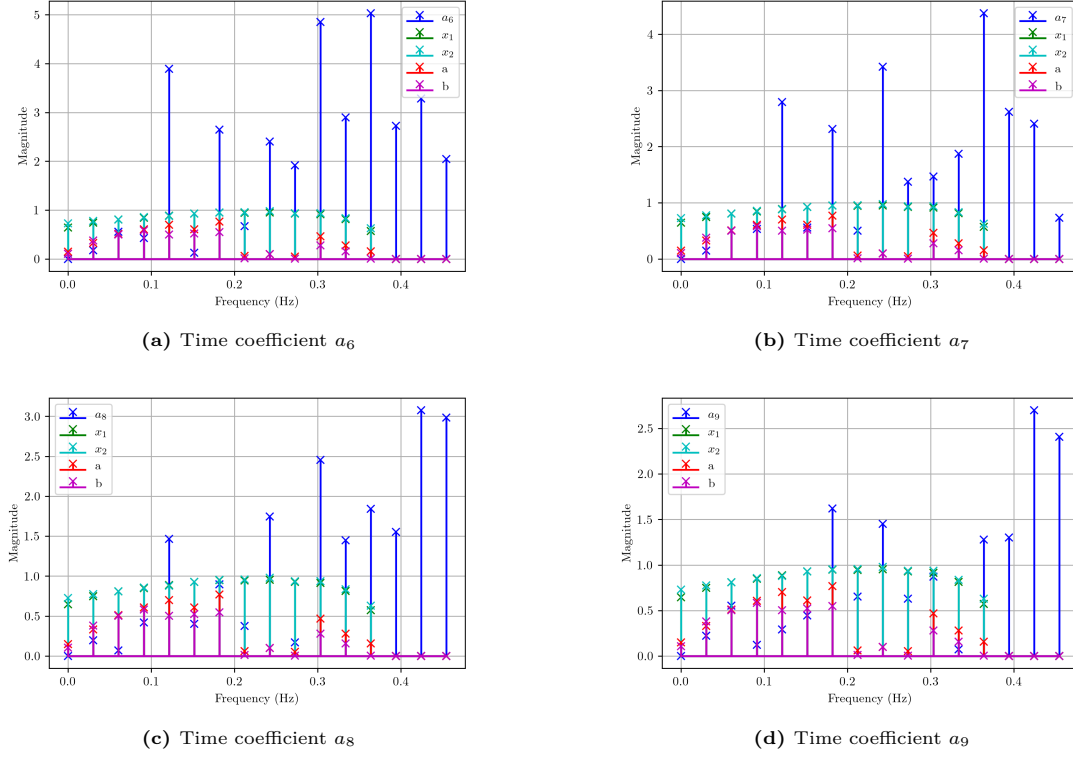 5
4
3
2
1
0
Magnitude
0.0 0.1 0.2 0.3 0.4
Frequency (Hz)
a₆
x₁
x₂
a
b
(a) Time coefficient a₆
4
3
2
1
0
Magnitude
0.0 0.1 0.2 0.3 0.4
Frequency (Hz)
a₇
x₁
x₂
a
b
(b) Time coefficient a₇
3.0
2.5
2.0
1.5
1.0
0.5
0.0
Magnitude
0.0 0.1 0.2 0.3 0.4
Frequency (Hz)
a₈
x₁
x₂
a
b
(c) Time coefficient a₈
2.5
2.0
1.5
1.0
0.5
0.0
Magnitude
0.0 0.1 0.2 0.3 0.4
Frequency (Hz)
a₉
x₁
x₂
a
b
(d) Time coefficient a₉